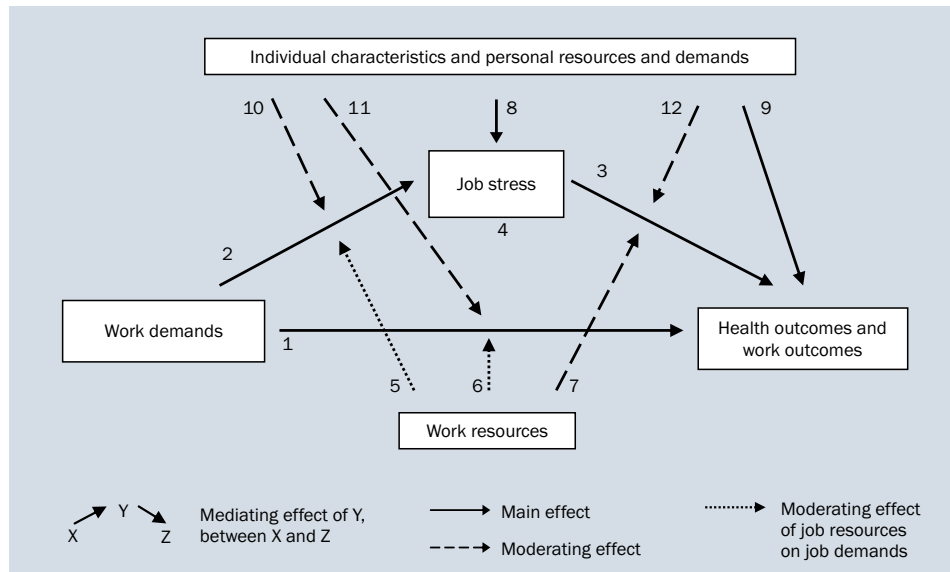 Individual characteristics and personal resources and demands
10
11
8
12
9
Job stress
3
4
2
Work demands
1
Health outcomes and
work outcomes
5
6
7
Work resources
X
Y
Z
Mediating effect of Y,
between X and Z
Main effect
Moderating effect
Moderating effect
of job resources
on job demands